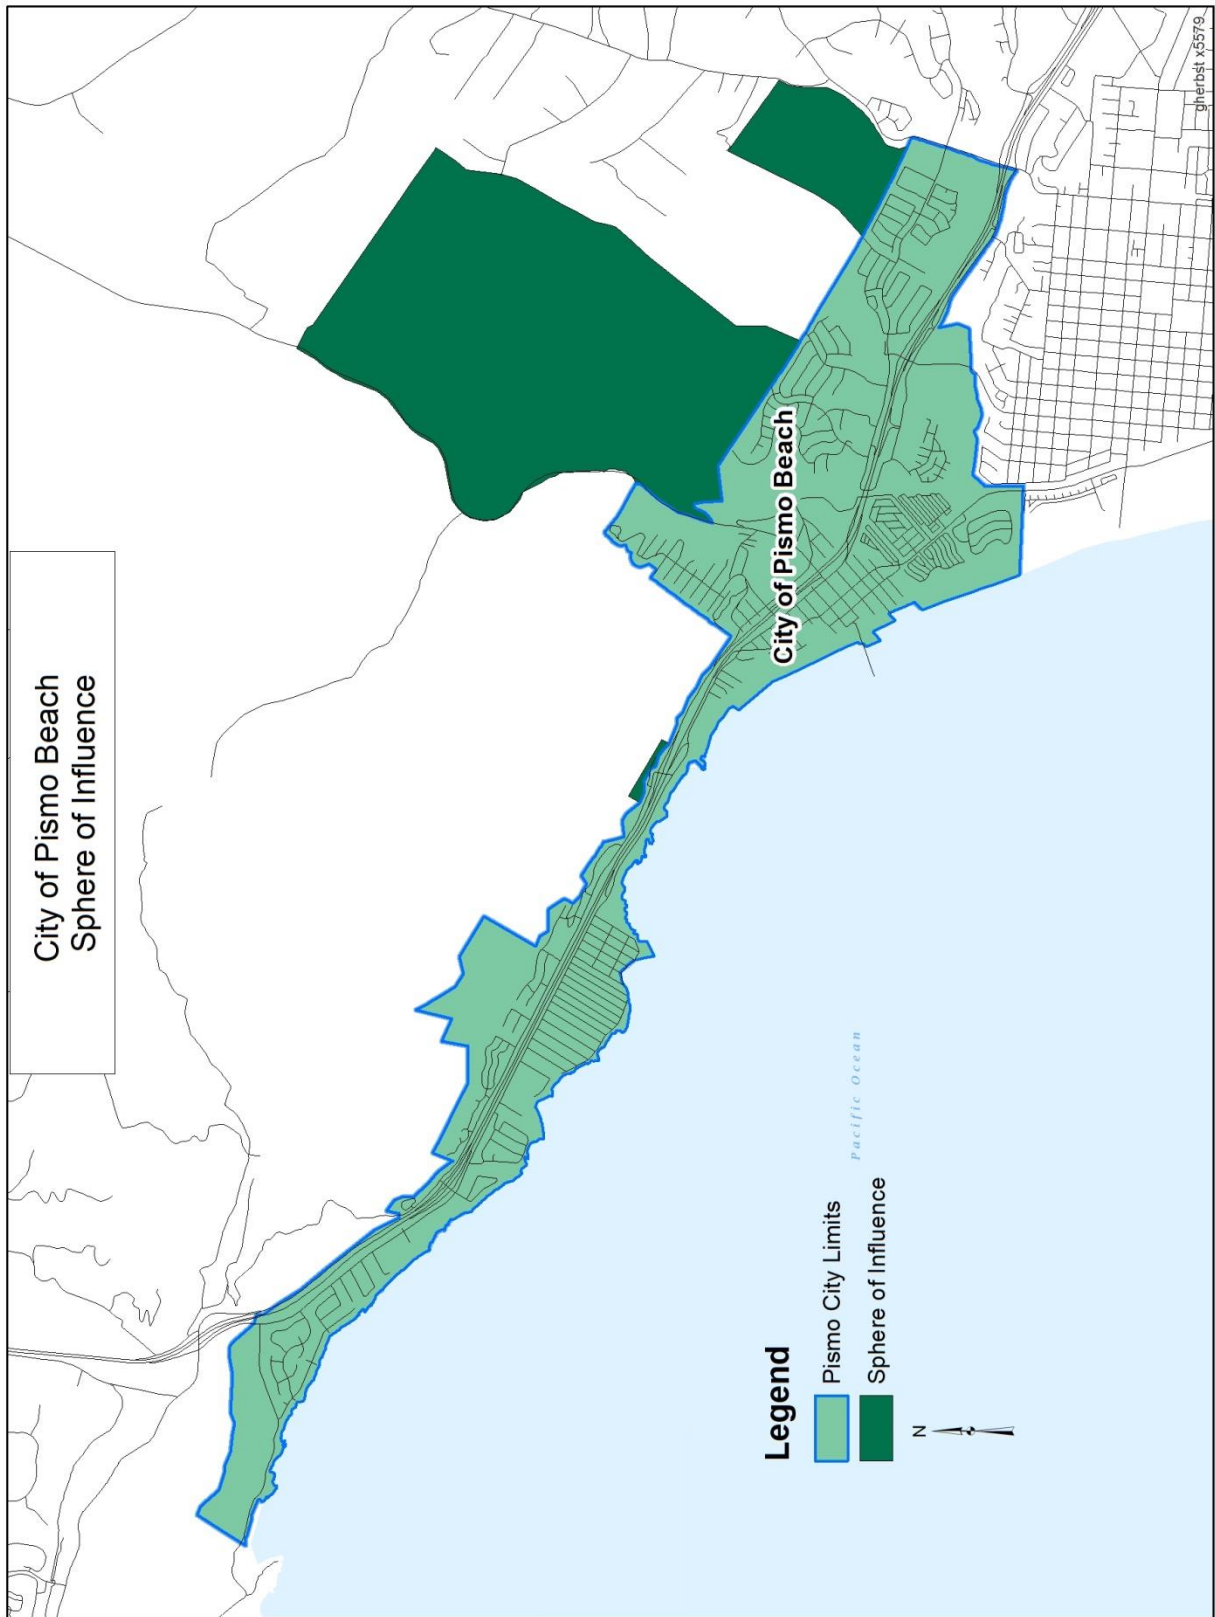 City of Pismo Beach
Sphere of Influence
City of Pismo Beach
Pacific Ocean
Legend
Pismo City Limits
Sphere of Influence
N
gherbst x5579